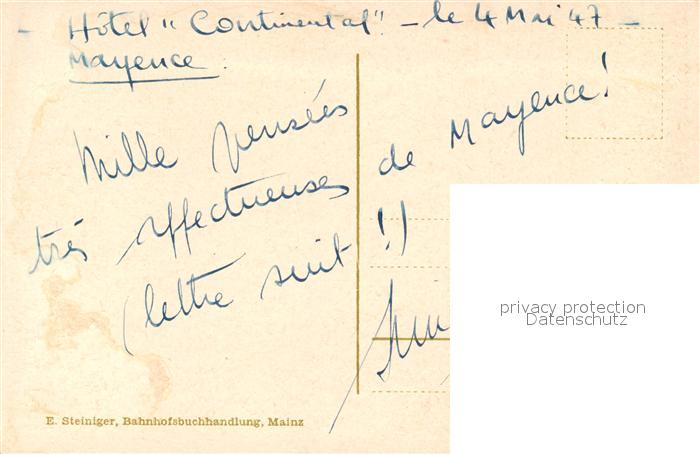 - Hôtel "Continental" - le 4 Mai 47 -
Mayence :
Mille pensées
très affectueuses de Mayence!
(lettre suit!!)
privacy protection
Datenschutz
E. Steiniger, Bahnhofsbuchhandlung, Mainz